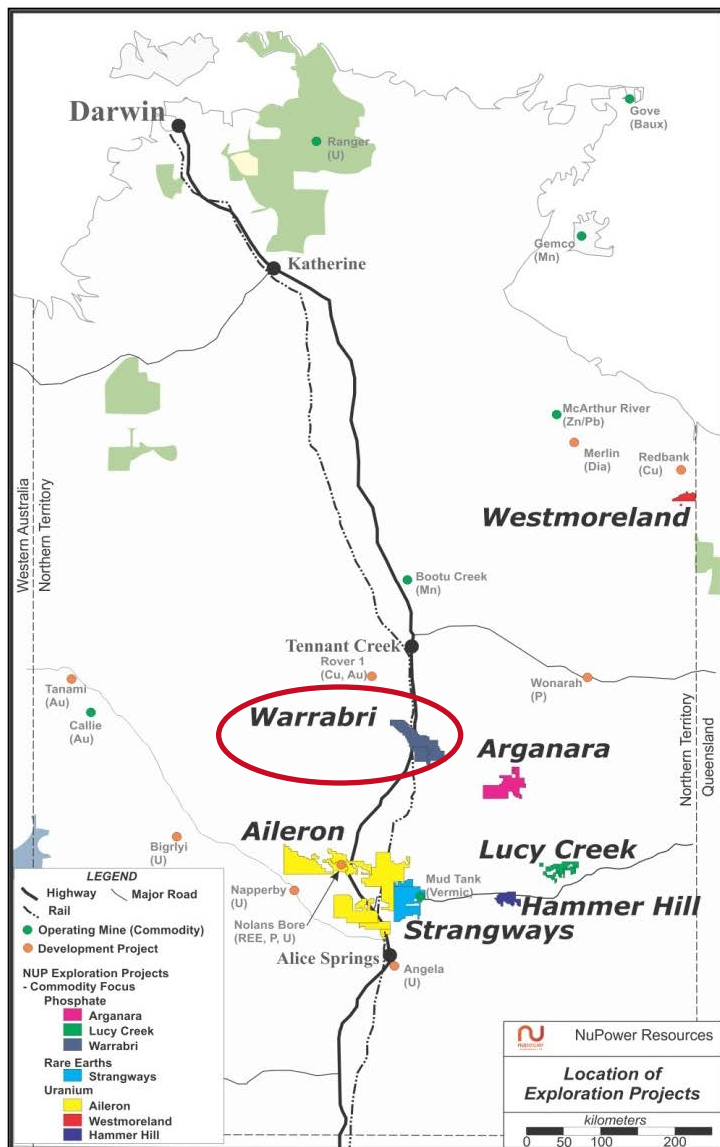 Darwin
Ranger
(U)
Gove
(Baux)
Gemco
(Mn)
Katherine
McArthur River
(Zn/Pb)
Merlin
(Dia)
Redbank
(Cu)
Westmoreland
Western Australia
Northern Territory
Bootu Creek
(Mn)
Tennant Creek
Rover 1
(Cu, Au)
Wonarah
(P)
Tanami
(Au)
Callie
(Au)
Warrabri
Arganara
Northern Territory
Queensland
Aileron
Bigrlyi
(U)
Lucy Creek
Napperby
(U)
Mud Tank
(Vermic)
Hammer Hill
Nolans Bore
(REE, P, U)
Strangways
Alice Springs
Angela
(U)
LEGEND
Highway
Major Road
Rail
Operating Mine (Commodity)
Development Project
NUP Exploration Projects
- Commodity Focus
Phosphate
Arganara
Lucy Creek
Warrabri
Rare Earths
Strangways
Uranium
Aileron
Westmoreland
Hammer Hill
nupower
NuPower Resources
Location of
Exploration Projects
kilometers
0 50 100 200